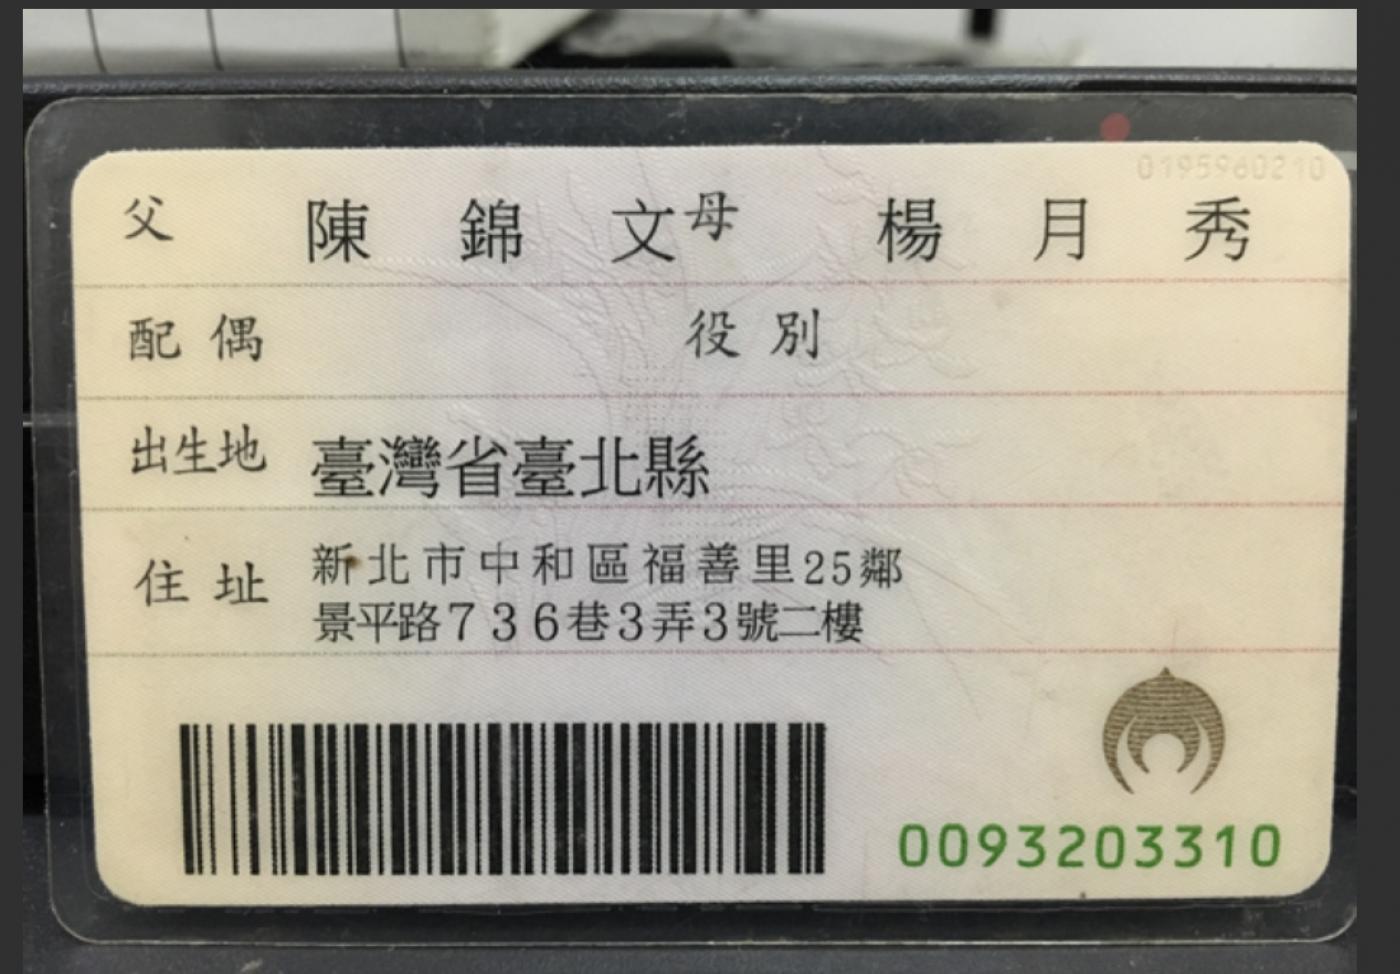 0195960210
父 陳錦文 母 楊月秀
配偶 役別
出生地 臺灣省臺北縣
住址 新北市中和區福善里25鄰
景平路736巷3弄3號二樓
0093203310